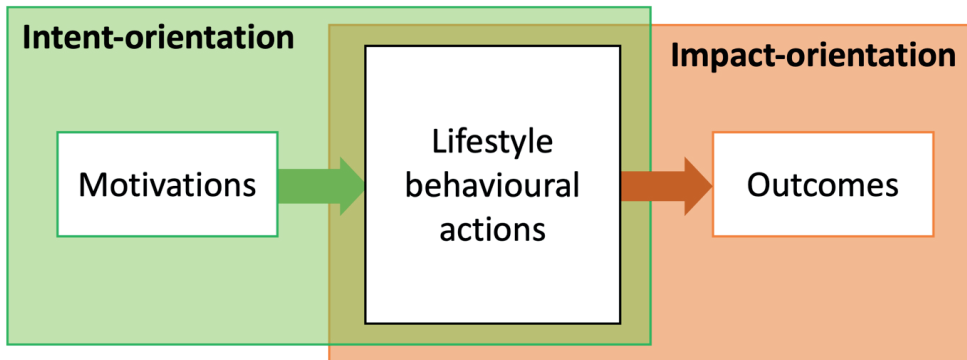 Intent-orientation
Impact-orientation
Motivations
Lifestyle
behavioural
actions
Outcomes